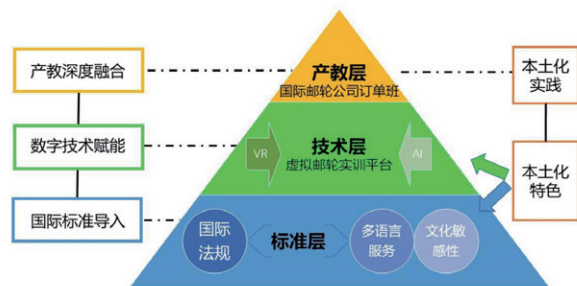 产教深度融合
数字技术赋能
国际标准导入
产教层
国际邮轮公司订单班
VR
技术层
虚拟邮轮实训平台
AI
国际
法规
标准层
多语言
服务
文化敏
感性
本土化
实践
本土化
特色